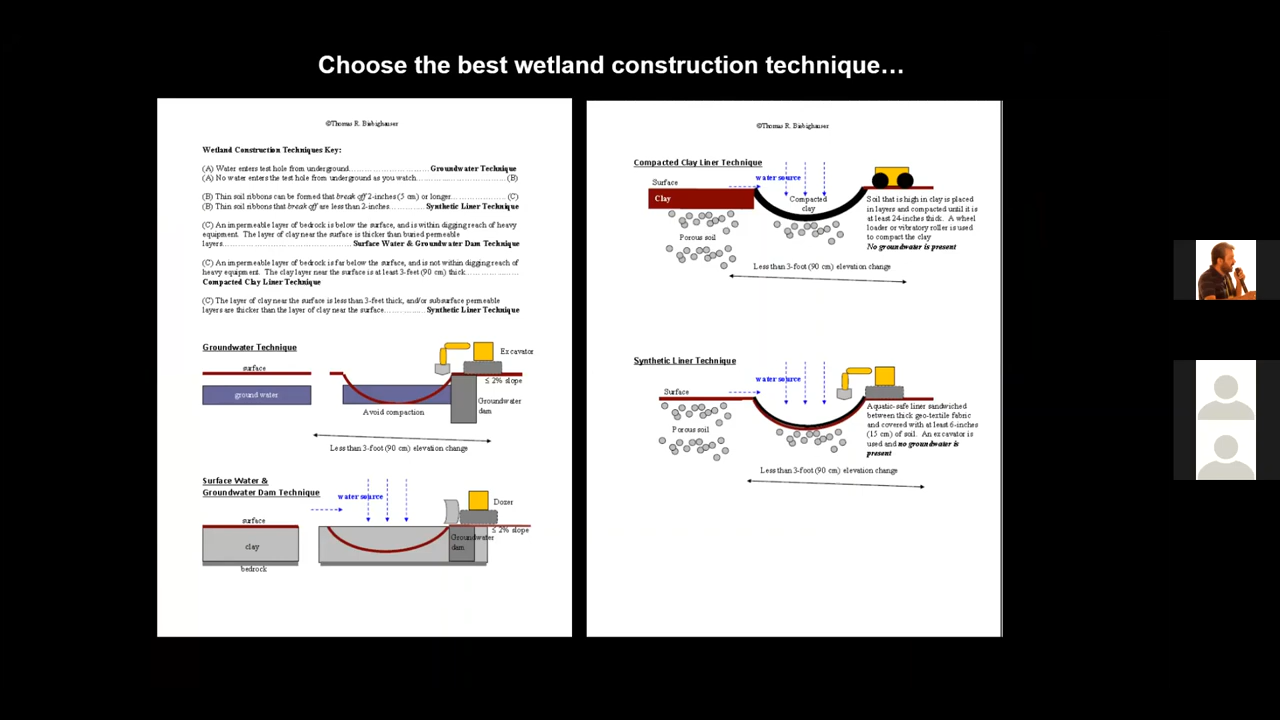 Choose the best wetland construction technique…
©Thomas R. Biebighauser
Wetland Construction Techniques Key:
(A) Water enters test hole from underground……………………………Groundwater Technique
(A) No water enters the test hole from underground as you watch……………………………(B)
(B) Thin soil ribbons can be formed that break off 2-inches (5 cm) or longer…………………(C)
(B) Thin soil ribbons that break off are less than 2-inches…………Synthetic Liner Technique
(C) An impermeable layer of bedrock is below the surface, and is within digging reach of heavy
equipment. The layer of clay near the surface is thicker than buried permeable
layers…………………………………………Surface Water & Groundwater Dam Technique
(C) An impermeable layer of bedrock is far below the surface, and is not within digging reach of
heavy equipment. The clay layer near the surface is at least 3-feet (90 cm) thick………………
Compacted Clay Liner Technique
(C) The layer of clay near the surface is less than 3-feet thick, and/or subsurface permeable
layers are thicker than the layer of clay near the surface……………Synthetic Liner Technique
Groundwater Technique
Excavator
surface
≤ 2% slope
ground water
Groundwater
dam
Avoid compaction
Less than 3-foot (90 cm) elevation change
Surface Water &
Groundwater Dam Technique
water source
Dozer
surface
≤ 2% slope
clay
Groundwater
dam
bedrock
©Thomas R. Biebighauser
Compacted Clay Liner Technique
water source
Surface
Clay
Compacted
clay
Porous soil
Soil that is high in clay is placed
in layers and compacted until it is
at least 24-inches thick. A wheel
loader or vibratory roller is used
to compact the clay
No groundwater is present
Less than 3-foot (90 cm) elevation change
Synthetic Liner Technique
water source
Surface
Porous soil
Aquatic-safe liner sandwiched
between thick geo-textile fabric
and covered with at least 6-inches
(15 cm) of soil. An excavator is
used and no groundwater is
present
Less than 3-foot (90 cm) elevation change